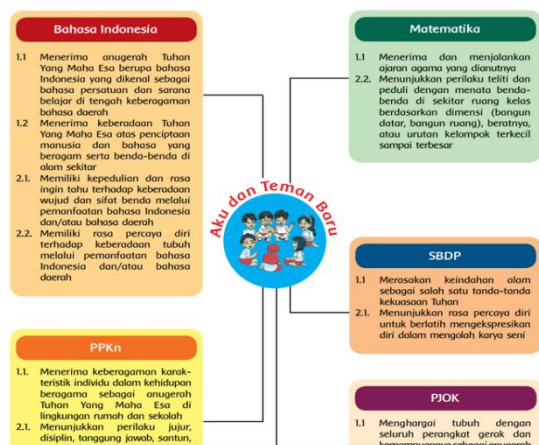 Bahasa Indonesia
1.1 Menerima anugerah Tuhan
Yang Maha Esa berupa bahasa
Indonesia yang dikenal sebagai
bahasa persatuan dan sarana
belajar di tengah keberagaman
bahasa daerah
1.2 Menerima keberadaan Tuhan
Yang Maha Esa atas penciptaan
manusia dan bahasa yang
beragam serta benda-benda di
alam sekitar
2.1. Memiliki kepedulian dan rasa
ingin tahu terhadap keberadaan
wujud dan sifat benda melalui
pemanfaatan bahasa Indonesia
dan/atau bahasa daerah
2.2. Memiliki rasa percaya diri
terhadap keberadaan tubuh
melalui pemanfaatan bahasa
Indonesia dan/atau bahasa
daerah
Matematika
1.1 Menerima dan menjalankan
ajaran agama yang dianutnya
2.2. Menunjukkan perilaku teliti dan
peduli dengan menata benda-
benda di sekitar ruang kelas
berdasarkan dimensi (bangun
datar, bangun ruang), beratnya,
atau urutan kelompok terkecil
sampai terbesar
Aku dan Teman Baru
SBDP
1.1 Merasakan keindahan alam
sebagai salah satu tanda-tanda
kekuasaan Tuhan
2.1. Menunjukkan rasa percaya diri
untuk berlatih mengekspresikan
diri dalam mengolah karya seni
PPKn
1.1. Menerima keberagaman karak-
teristik individu dalam kehidupan
beragama sebagai anugerah
Tuhan Yang Maha Esa di
lingkungan rumah dan sekolah
2.1. Menunjukkan perilaku jujur,
disiplin, tanggung jawab, santun,
PJOK
1.1 Menghargai tubuh dengan
seluruh perangkat gerak dan
kemampuannya sebagai anugerah